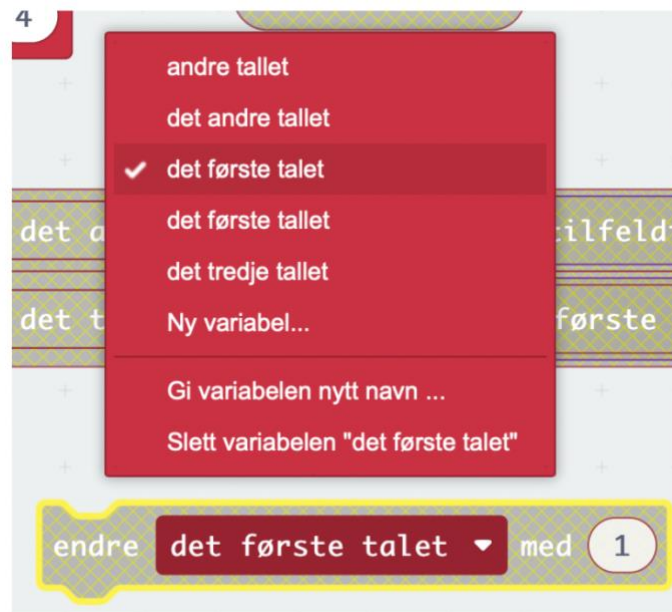 4
andre tallet
det andre tallet
det første talet
det første tallet
det a
tilfeld
det tredje tallet
Ny variabel...
det t
første
Gi variabelen nytt navn ...
Slett variabelen "det første talet"
endre det første talet med 1